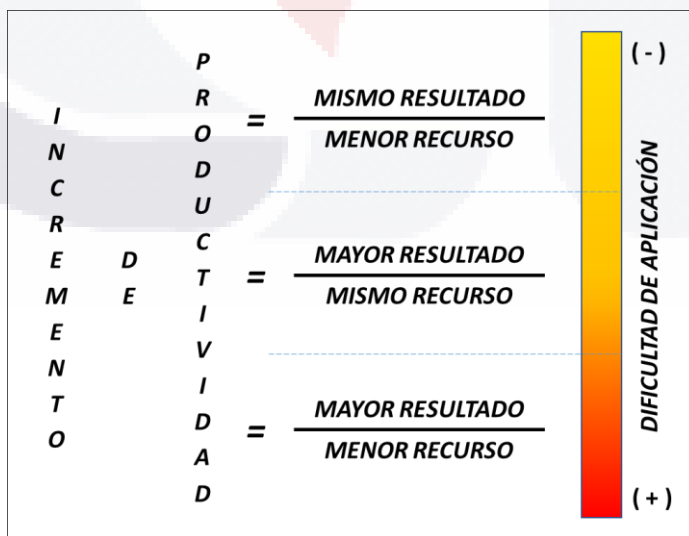 INCREMENTO
DE
PRODUCTIVIDAD
=
MISMO RESULTADO
MENOR RECURSO
=
MAYOR RESULTADO
MISMO RECURSO
=
MAYOR RESULTADO
MENOR RECURSO
( - )
DIFICULTAD DE APLICACIÓN
( + )